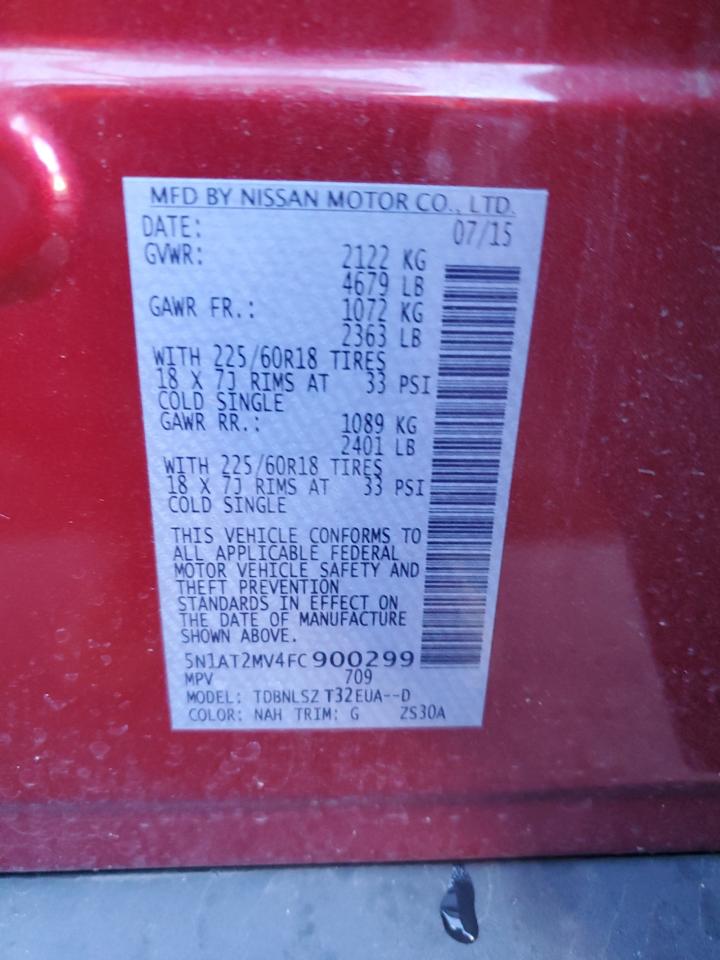 MFD BY NISSAN MOTOR CO., LTD.
DATE: 07/15
GVWR: 2122 KG
4679 LB
GAWR FR.: 1072 KG
2363 LB
WITH 225/60R18 TIRES
18 X 7J RIMS AT 33 PSI
COLD SINGLE
GAWR RR.: 1089 KG
2401 LB
WITH 225/60R18 TIRES
18 X 7J RIMS AT 33 PSI
COLD SINGLE
THIS VEHICLE CONFORMS TO
ALL APPLICABLE FEDERAL
MOTOR VEHICLE SAFETY AND
THEFT PREVENTION
STANDARDS IN EFFECT ON
THE DATE OF MANUFACTURE
SHOWN ABOVE.
5N1AT2MV4FC900299
MPV 709
MODEL: TDBNLSZ T32EUA--D
COLOR: NAH TRIM: G ZS30A